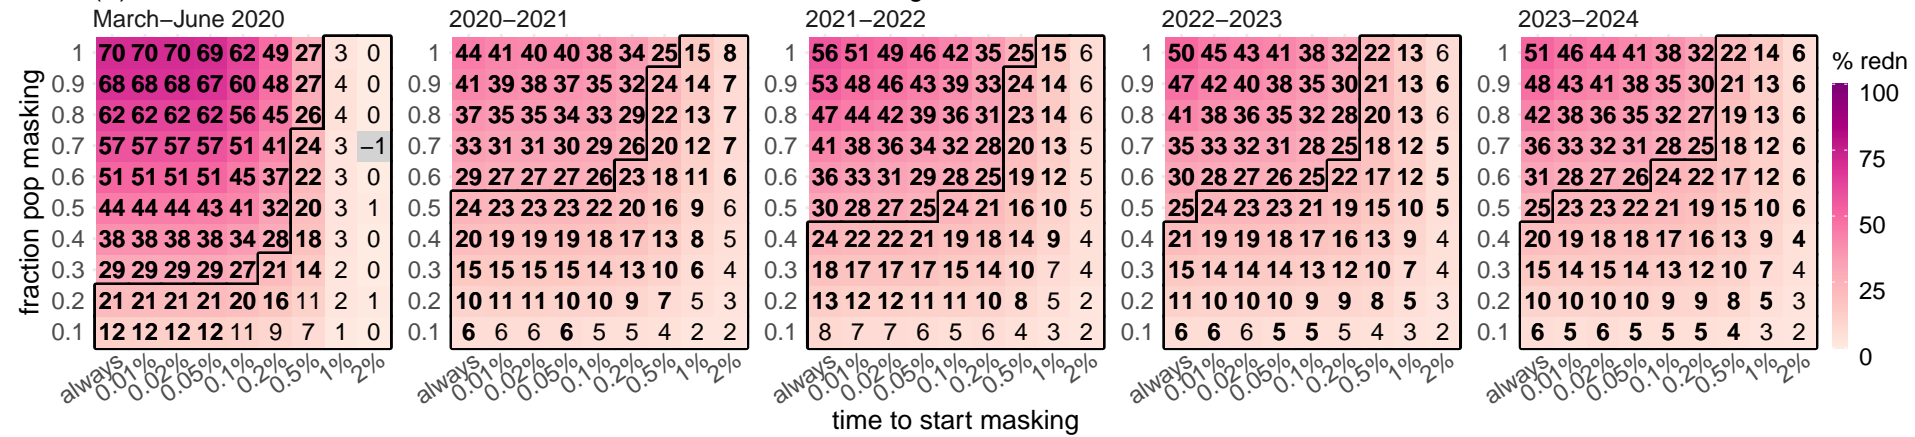 March–June 2020 2020–2021 2021–2022 2022–2023 2023–2024
1 70 70 70 69 62 49 27 3 0 1 44 41 40 40 38 34 25 15 8 1 56 51 49 46 42 35 25 15 6 1 50 45 43 41 38 32 22 13 6 1 51 46 44 41 38 32 22 14 6 % redn
0.9 68 68 68 67 60 48 27 4 0 0.9 41 39 38 37 35 32 24 14 7 0.9 53 48 46 43 39 33 24 14 6 0.9 47 42 40 38 35 30 21 13 6 0.9 48 43 41 38 35 30 21 13 6 100
0.8 62 62 62 62 56 45 26 4 0 0.8 37 35 35 34 33 29 22 13 7 0.8 47 44 42 39 36 31 23 14 6 0.8 41 38 36 35 32 28 20 13 6 0.8 42 38 36 35 32 27 19 13 6
0.7 57 57 57 57 51 41 24 3 −1 0.7 33 31 31 30 29 26 20 12 7 0.7 41 38 36 34 32 28 20 13 5 0.7 35 33 32 31 28 25 18 12 5 0.7 36 33 32 31 28 25 18 12 6 75
0.6 51 51 51 51 45 37 22 3 0 0.6 29 27 27 27 26 23 18 11 6 0.6 36 33 31 29 28 25 19 12 5 0.6 30 28 27 26 25 22 17 12 5 0.6 31 28 27 26 24 22 17 12 6
0.5 44 44 44 43 41 32 20 3 1 0.5 24 23 23 23 22 20 16 9 6 0.5 30 28 27 25 24 21 16 10 5 0.5 25 24 23 23 21 19 15 10 5 0.5 25 23 23 22 21 19 15 10 6 50
0.4 38 38 38 38 34 28 18 3 0 0.4 20 19 19 19 18 17 13 8 5 0.4 24 22 22 21 19 18 14 9 4 0.4 21 19 19 18 17 16 13 9 4 0.4 20 19 18 18 17 16 13 9 4
0.3 29 29 29 29 27 21 14 2 0 0.3 15 15 15 15 14 13 10 6 4 0.3 18 17 17 17 15 14 10 7 4 0.3 15 14 14 14 13 12 10 7 4 0.3 15 14 15 14 13 12 10 7 4
0.2 21 21 21 21 20 16 11 2 1 0.2 10 11 11 10 10 9 7 5 3 0.2 13 12 12 11 11 10 8 5 2 0.2 11 10 10 10 9 9 8 5 3 0.2 10 10 10 10 9 9 8 5 3 25
0.1 12 12 12 12 11 9 7 1 0 0.1 6 6 6 6 5 5 4 2 2 0.1 8 7 7 6 5 6 4 3 2 0.1 6 6 6 5 5 5 4 3 2 0.1 6 5 6 5 5 5 4 3 2 0
fraction pop masking
always 0.01% 0.02% 0.05% 0.1% 0.2% 0.5% 1% 2% always 0.01% 0.02% 0.05% 0.1% 0.2% 0.5% 1% 2% always 0.01% 0.02% 0.05% 0.1% 0.2% 0.5% 1% 2% always 0.01% 0.02% 0.05% 0.1% 0.2% 0.5% 1% 2% always 0.01% 0.02% 0.05% 0.1% 0.2% 0.5% 1% 2%
time to start masking